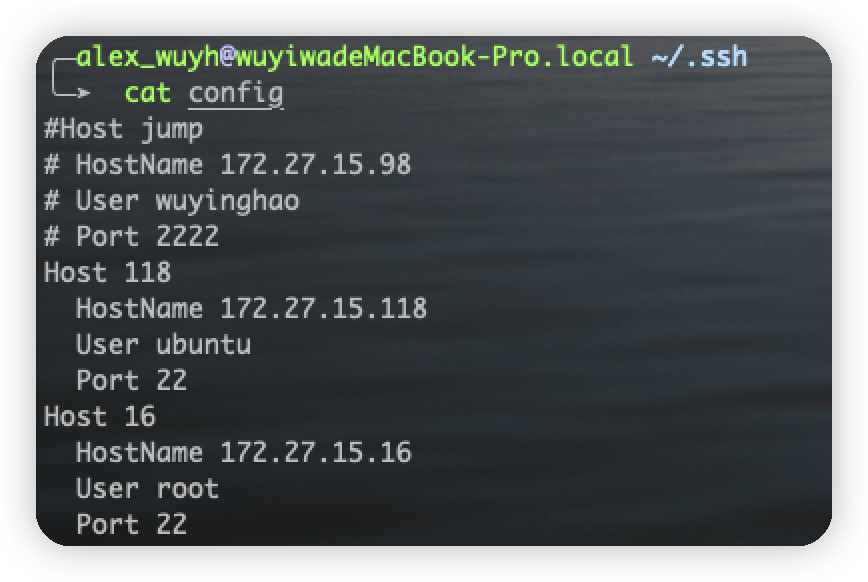 alex_wuyh@wuyiwadeMacBook-Pro.local ~/.ssh
cat config
#Host jump
# HostName 172.27.15.98
# User wuyinghao
# Port 2222
Host 118
  HostName 172.27.15.118
  User ubuntu
  Port 22
Host 16
  HostName 172.27.15.16
  User root
  Port 22